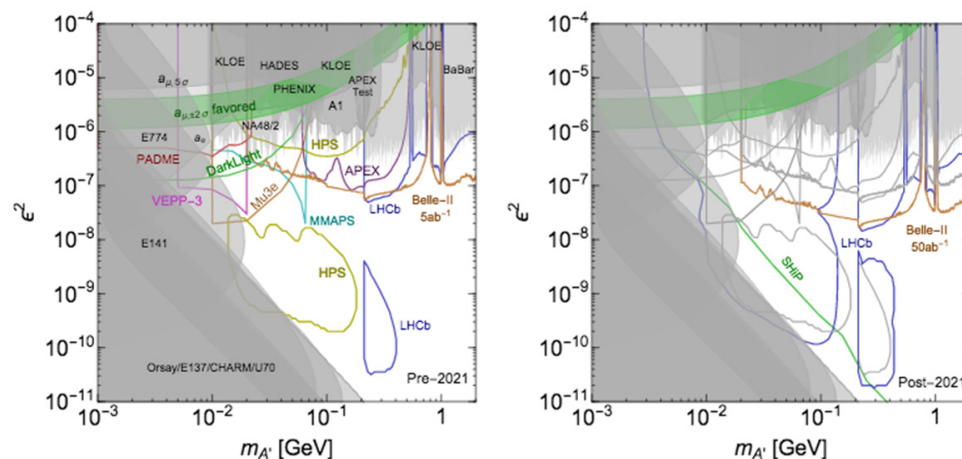 10⁻⁴
10⁻⁵
10⁻⁶
10⁻⁷
10⁻⁸
10⁻⁹
10⁻¹⁰
10⁻¹¹
ϵ²
KLOE
HADES
KLOE
KLOE
BaBar
APEX
Test
PHENIX
A1
aμ,5σ
aμ,±2σ favored
NA48/2
E774
ae
PADME
DarkLight
HPS
APEX
VEPP−3
Mu3e
MMAPS
LHCb
Belle−II
5ab⁻¹
E141
HPS
LHCb
Orsay/E137/CHARM/U70
Pre−2021
10⁻³
10⁻²
10⁻¹
1
mA' [GeV]
10⁻⁴
10⁻⁵
10⁻⁶
10⁻⁷
10⁻⁸
10⁻⁹
10⁻¹⁰
10⁻¹¹
ϵ²
LHCb
Belle−II
50ab⁻¹
SHiP
Post−2021
10⁻³
10⁻²
10⁻¹
1
mA' [GeV]